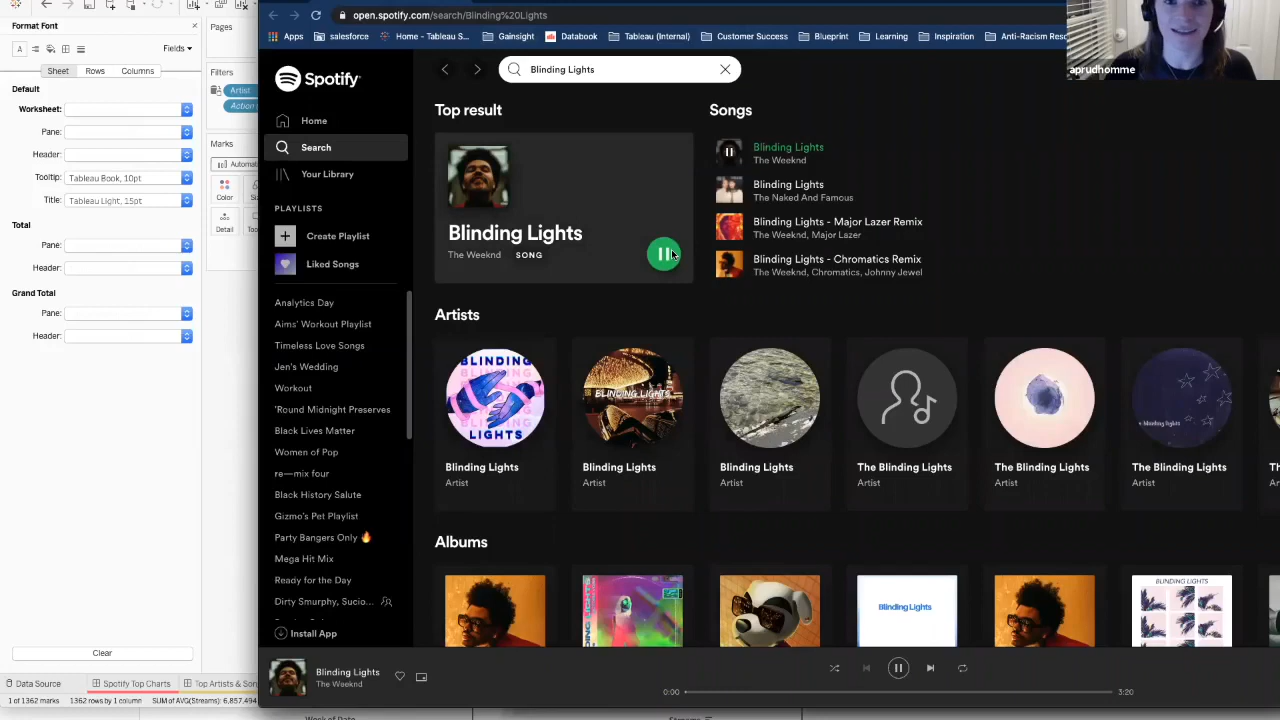 Format Font
Fields
Sheet
Rows
Columns
Default
Worksheet:
Pane:
Header:
Tooltip:
Tableau Book, 10pt
Title:
Tableau Light, 15pt
Total
Pane:
Header:
Grand Total
Pane:
Header:
Clear
Pages
Filters
Artist
Marks
Color
Detail
Data Source
Spotify Top Charts
1 of 1362 marks
1362 rows by 1 column
SUM of AVG(Streams): 6,857,494
open.spotify.com/search/Blinding%20Lights
Apps
salesforce
Home - Tableau S...
Gainsight
Databook
Tableau (Internal)
Customer Success
Blueprint
Learning
Inspiration
aprudhomme
Spotify
Home
Search
Your Library
PLAYLISTS
Create Playlist
Liked Songs
Analytics Day
Aims' Workout Playlist
Timeless Love Songs
Jen's Wedding
Workout
'Round Midnight Preserves
Black Lives Matter
Women of Pop
re—mix four
Black History Salute
Gizmo's Pet Playlist
Party Bangers Only 🔥
Mega Hit Mix
Ready for the Day
Dirty Smurphy, Sucio...
Install App
Blinding Lights
Top result
Blinding Lights
The Weeknd
SONG
Songs
Blinding Lights
The Weeknd
Blinding Lights
The Naked And Famous
Blinding Lights - Major Lazer Remix
The Weeknd, Major Lazer
Blinding Lights - Chromatics Remix
The Weeknd, Chromatics, Johnny Jewel
Artists
BLINDING
LIGHTS
BLINDING LIGHTS
Blinding Lights
Artist
Blinding Lights
Artist
Blinding Lights
Artist
The Blinding Lights
Artist
The Blinding Lights
Artist
The Blinding Lights
Artist
Albums
Blinding Lights
BLINDING LIGHTS
Blinding Lights
The Weeknd
0:00
3:20